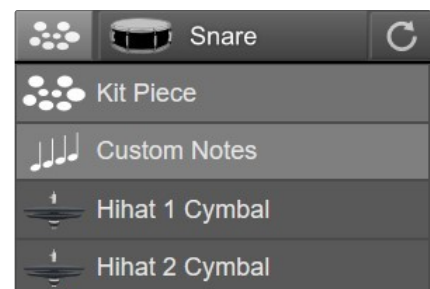 Snare
Kit Piece
Custom Notes
Hihat 1 Cymbal
Hihat 2 Cymbal